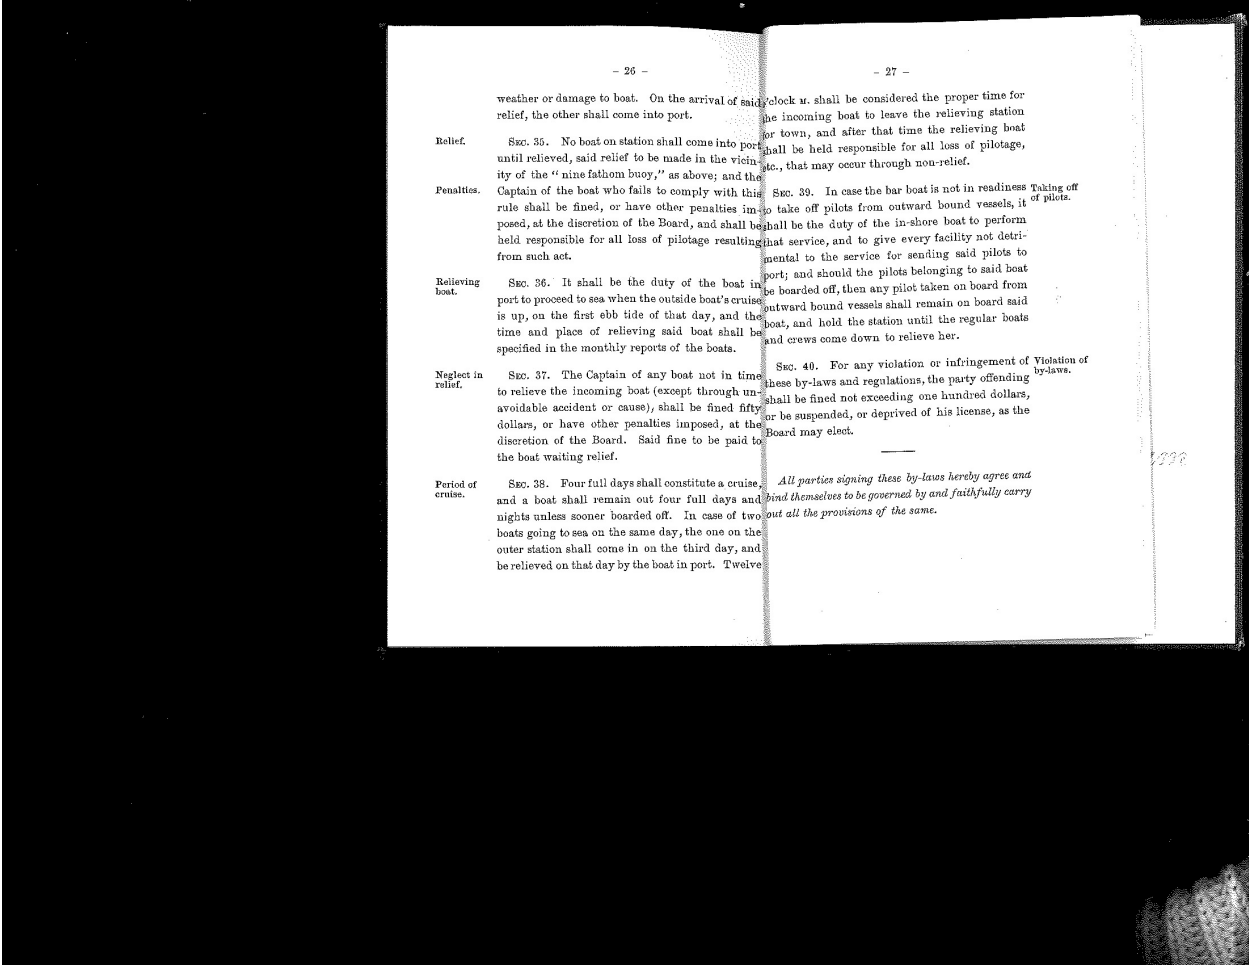 – 26 –
weather or damage to boat. On the arrival of said
relief, the other shall come into port.
Relief.
SEC. 35. No boat on station shall come into port
until relieved, said relief to be made in the vicin-
ity of the “ nine fathom buoy,” as above; and the
Penalties.
Captain of the boat who fails to comply with this
rule shall be fined, or have other penalties im-
posed, at the discretion of the Board, and shall be
held responsible for all loss of pilotage resulting
from such act.
Relieving
boat.
SEC. 36. It shall be the duty of the boat in
port to proceed to sea when the outside boat's cruise
is up, on the first ebb tide of that day, and the
time and place of relieving said boat shall be
specified in the monthly reports of the boats.
Neglect in
relief.
SEC. 37. The Captain of any boat not in time
to relieve the incoming boat (except through un-
avoidable accident or cause), shall be fined fifty
dollars, or have other penalties imposed, at the
discretion of the Board. Said fine to be paid to
the boat waiting relief.
Period of
cruise.
SEC. 38. Four full days shall constitute a cruise,
and a boat shall remain out four full days and
nights unless sooner boarded off. In case of two
boats going to sea on the same day, the one on the
outer station shall come in on the third day, and
be relieved on that day by the boat in port. Twelve
– 27 –
'clock M. shall be considered the proper time for
the incoming boat to leave the relieving station
for town, and after that time the relieving boat
shall be held responsible for all loss of pilotage,
etc., that may occur through non-relief.
Taking off
of pilots.
SEC. 39. In case the bar boat is not in readiness
to take off pilots from outward bound vessels, it
shall be the duty of the in-shore boat to perform
that service, and to give every facility not detri-
mental to the service for sending said pilots to
port; and should the pilots belonging to said boat
be boarded off, then any pilot taken on board from
outward bound vessels shall remain on board said
boat, and hold the station until the regular boats
and crews come down to relieve her.
Violation of
by-laws.
SEC. 40. For any violation or infringement of
these by-laws and regulations, the party offending
shall be fined not exceeding one hundred dollars,
or be suspended, or deprived of his license, as the
Board may elect.
All parties signing these by-laws hereby agree and
bind themselves to be governed by and faithfully carry
out all the provisions of the same.